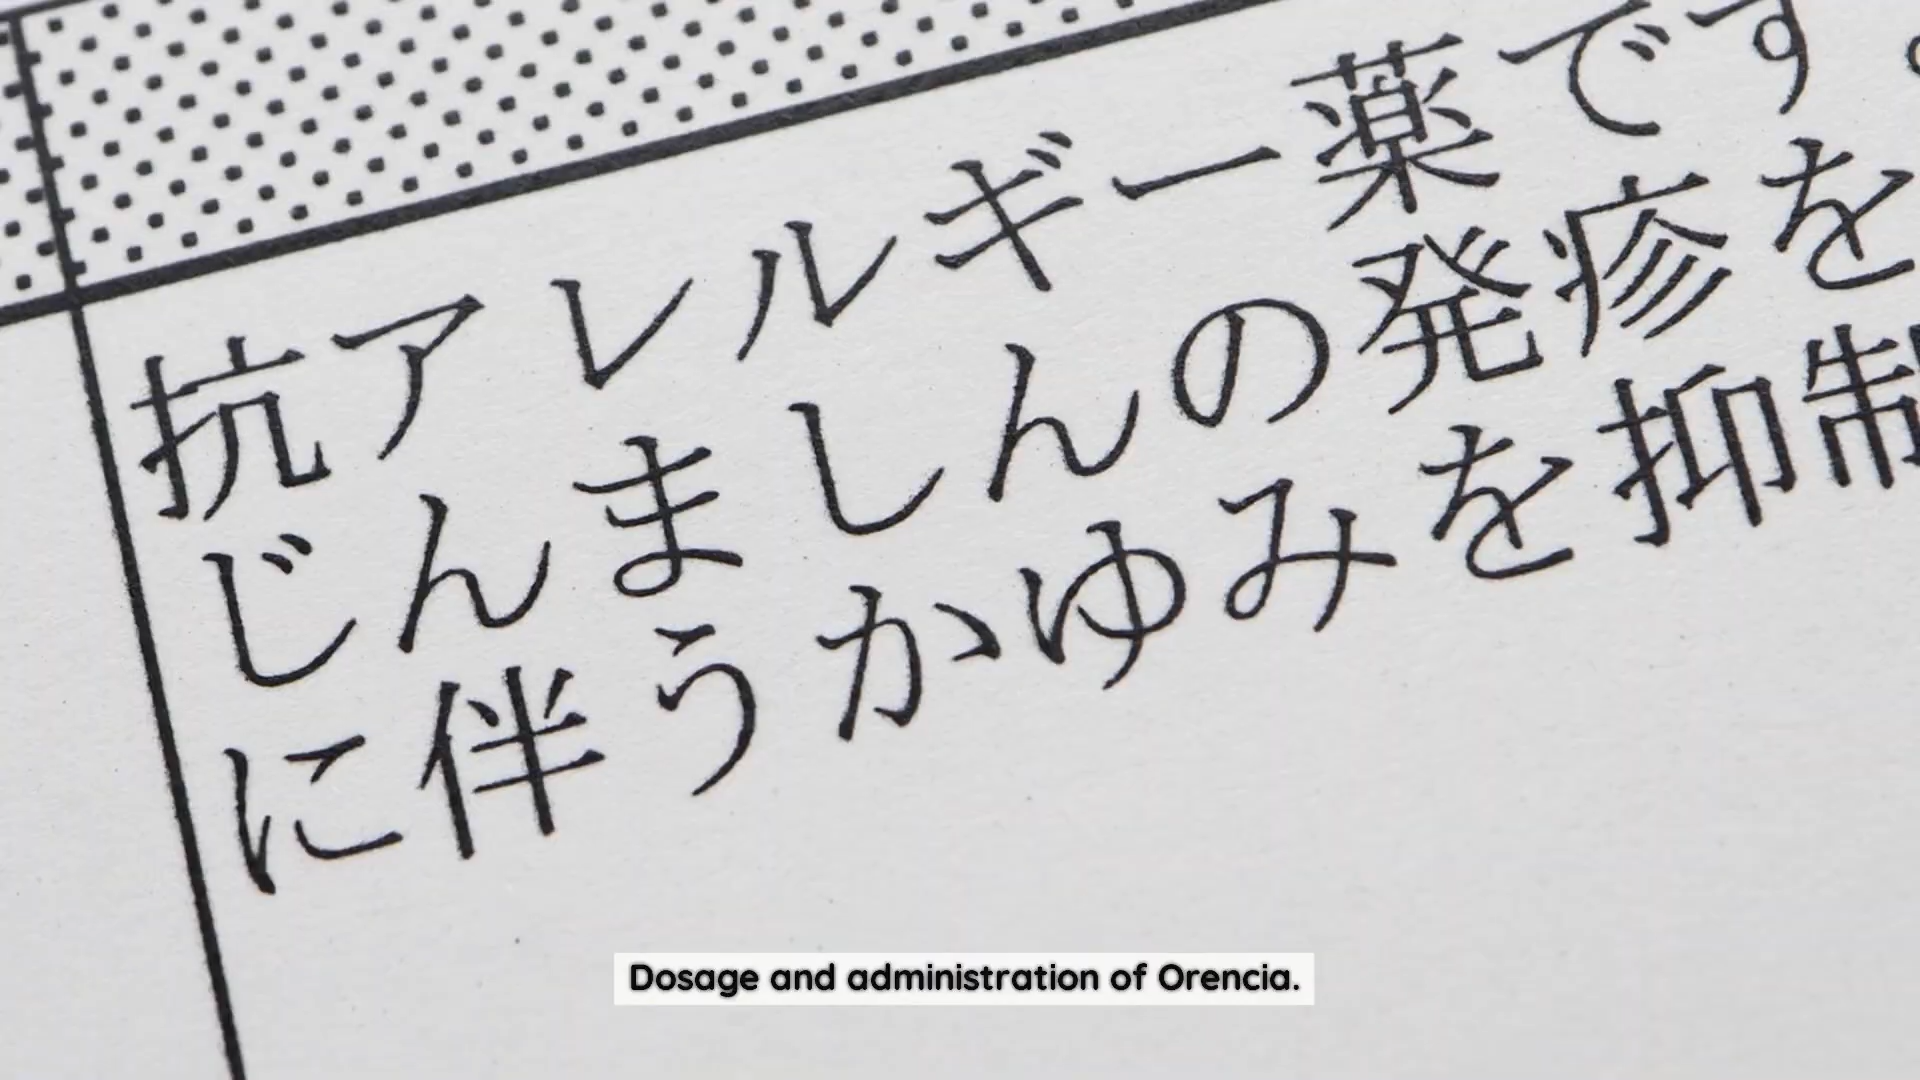 抗アレルギー薬です。
じんましんの発疹を
に伴うかゆみを抑制
Dosage and administration of Orencia.